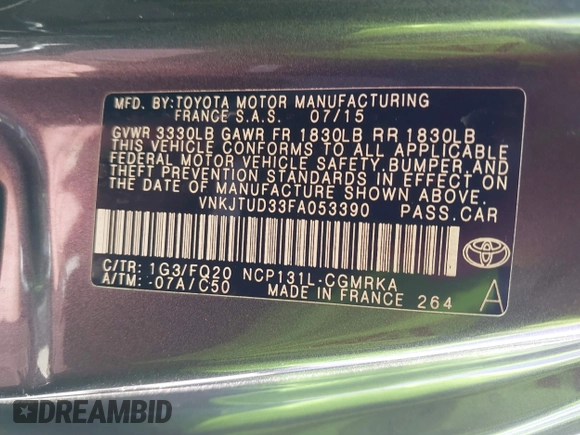 MFD. BY: TOYOTA MOTOR MANUFACTURING
FRANCE S.A.S. 07/15
GVWR 3330LB GAWR FR 1830LB RR 1830LB
THIS VEHICLE CONFORMS TO ALL APPLICABLE
FEDERAL MOTOR VEHICLE SAFETY, BUMPER AND
THEFT PREVENTION STANDARDS IN EFFECT ON
THE DATE OF MANUFACTURE SHOWN ABOVE.
VNKJTUD33FA053390 PASS.CAR
C/TR: 1G3/FQ20 NCP131L-CGMRKA
A/TM: -07A/C50 MADE IN FRANCE 264 A
TOYOTA
DREAMBID